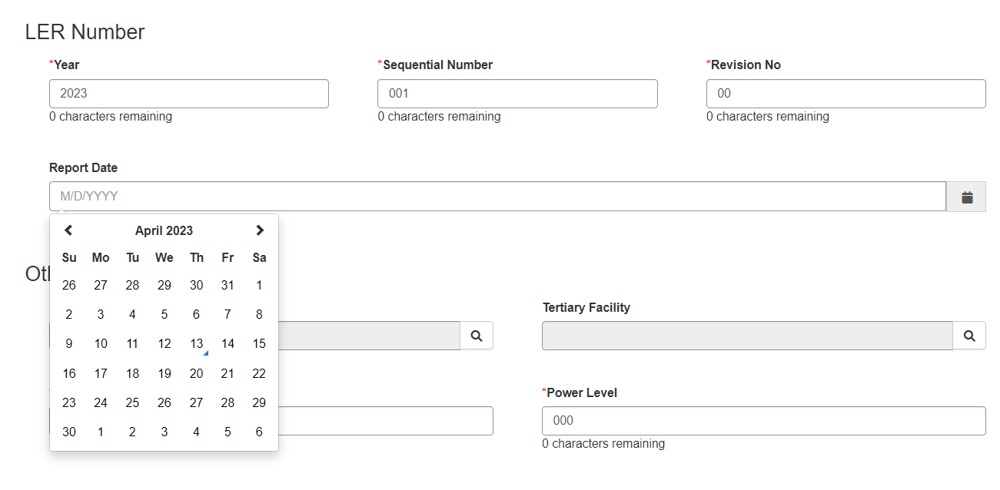 LER Number
*Year
*Sequential Number
*Revision No
2023
001
00
0 characters remaining
0 characters remaining
0 characters remaining
Report Date
M/D/YYYY
April 2023
Su Mo Tu We Th Fr Sa
26 27 28 29 30 31 1
2 3 4 5 6 7 8
9 10 11 12 13 14 15
16 17 18 19 20 21 22
23 24 25 26 27 28 29
30 1 2 3 4 5 6
Tertiary Facility
*Power Level
000
0 characters remaining